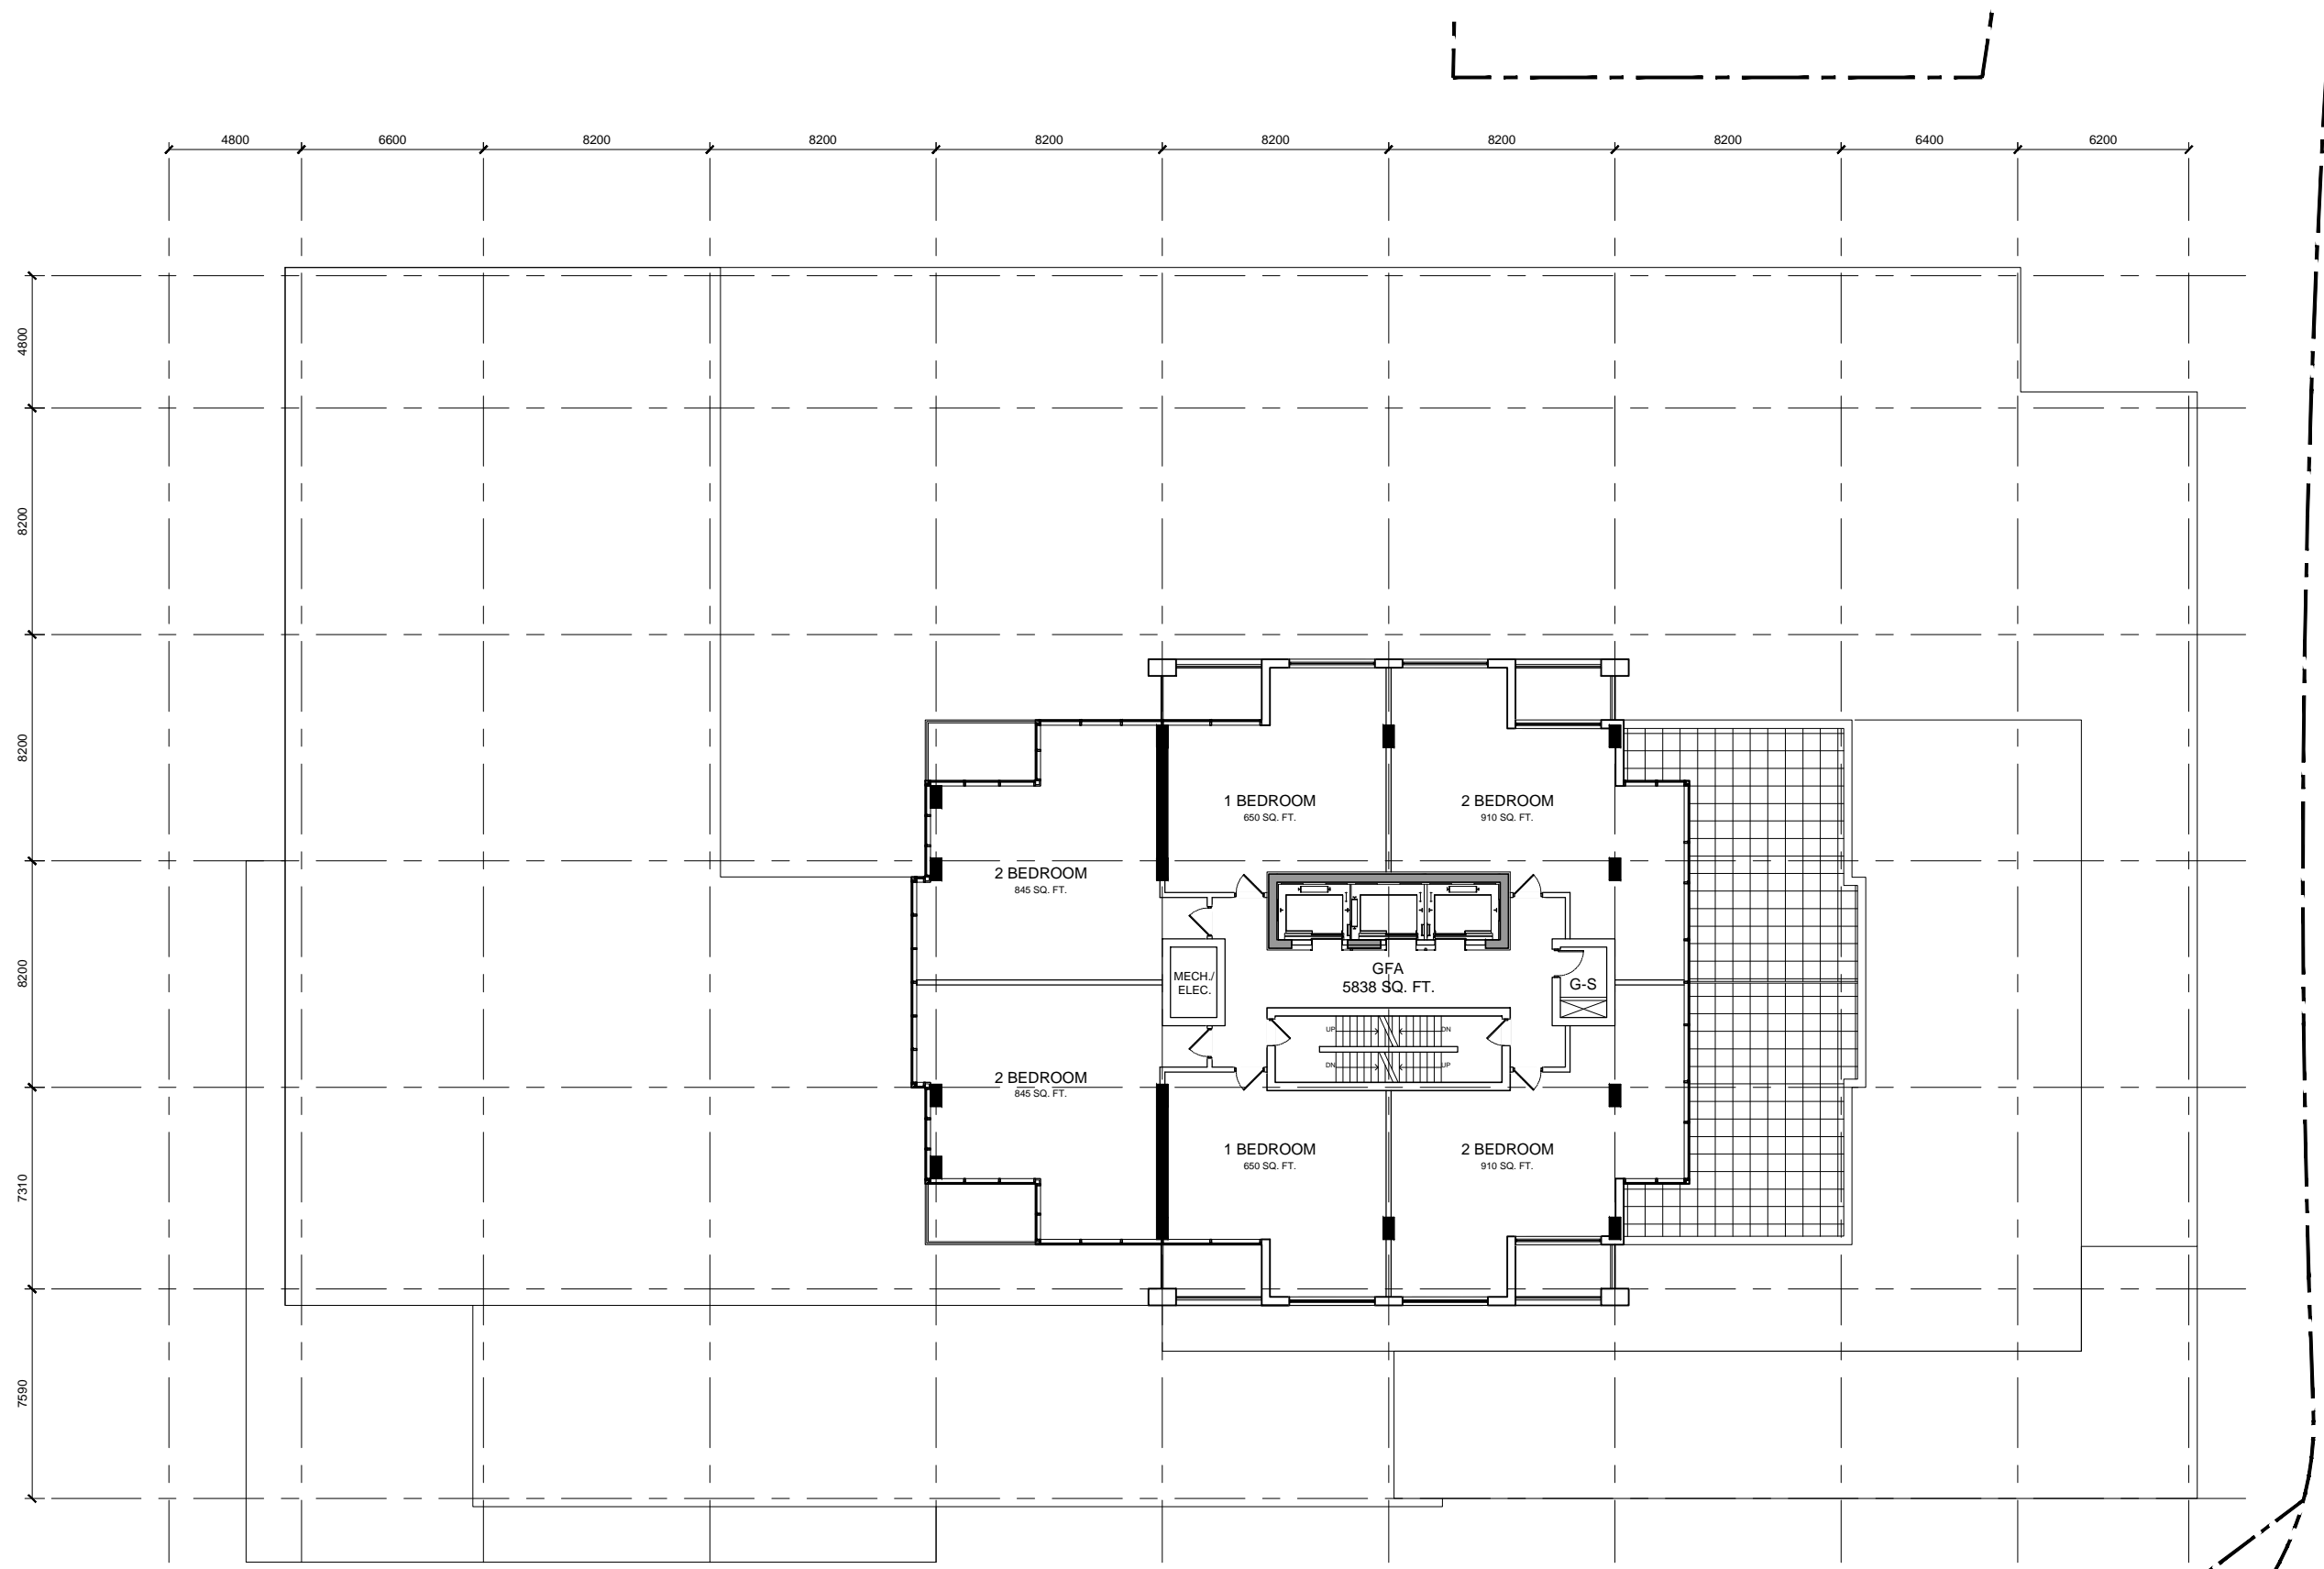 4800 6600 8200 8200 8200 8200 8200 8200 6400 6200
4800
8200
8200
8200
7310
7590
1 BEDROOM
650 SQ. FT.
2 BEDROOM
910 SQ. FT.
2 BEDROOM
845 SQ. FT.
MECH./
ELEC.
GFA
5838 SQ. FT.
G-S
UP
DN
DN
UP
2 BEDROOM
845 SQ. FT.
1 BEDROOM
650 SQ. FT.
2 BEDROOM
910 SQ. FT.